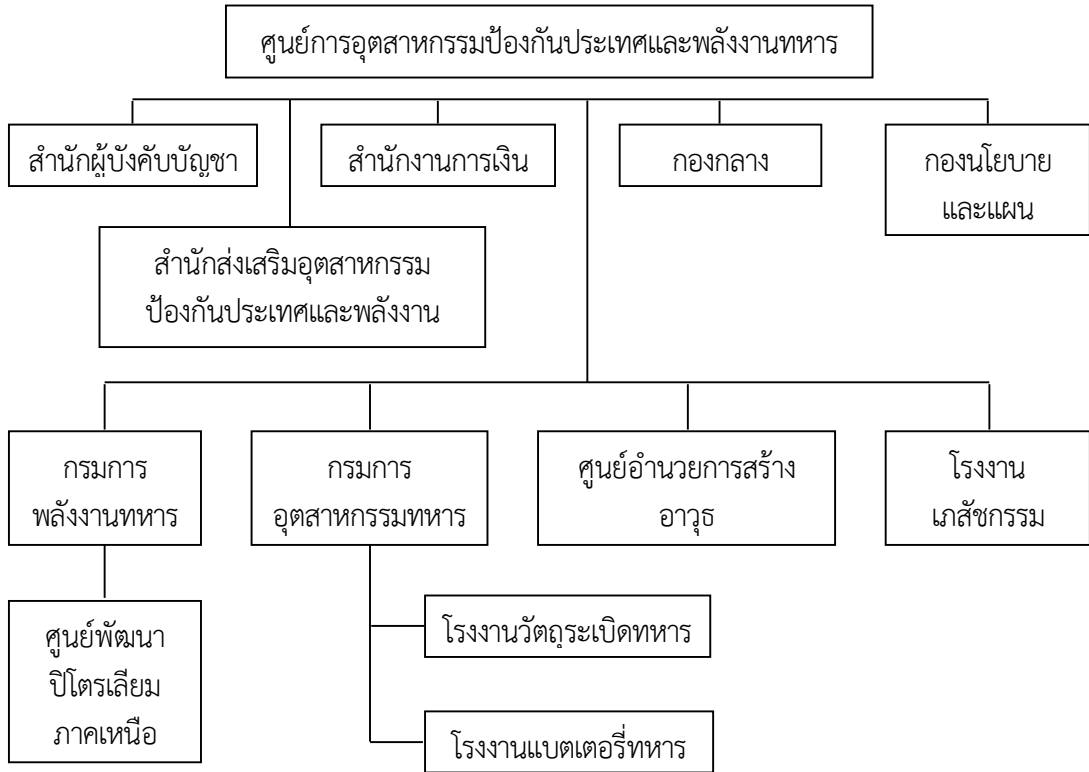 ศูนย์การอุตสาหกรรมป้องกันประเทศและพลังงานทหาร
สำนักผู้บังคับบัญชา
สำนักงานการเงิน
กองกลาง
กองนโยบาย
และแผน
สำนักส่งเสริมอุตสาหกรรม
ป้องกันประเทศและพลังงาน
กรมการ
พลังงานทหาร
กรมการ
อุตสาหกรรมทหาร
ศูนย์อำนวยการสร้าง
อาวุธ
โรงงาน
เภสัชกรรม
ศูนย์พัฒนา
ปิโตรเลียม
ภาคเหนือ
โรงงานวัตถุระเบิดทหาร
โรงงานแบตเตอรี่ทหาร